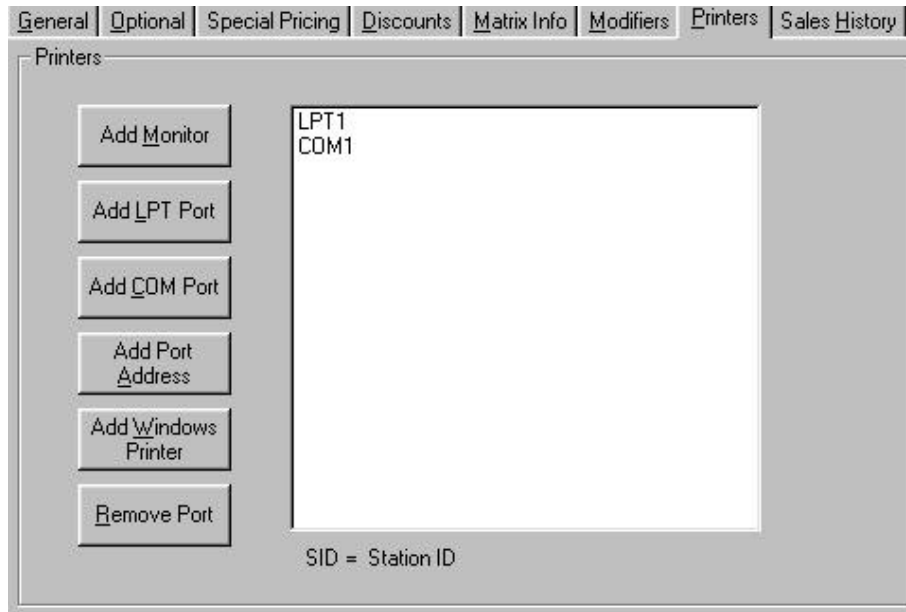 General Optional Special Pricing Discounts Matrix Info Modifiers Printers Sales History
Printers
Add Monitor
Add LPT Port
Add COM Port
Add Port
Address
Add Windows
Printer
Remove Port
LPT1
COM1
SID = Station ID